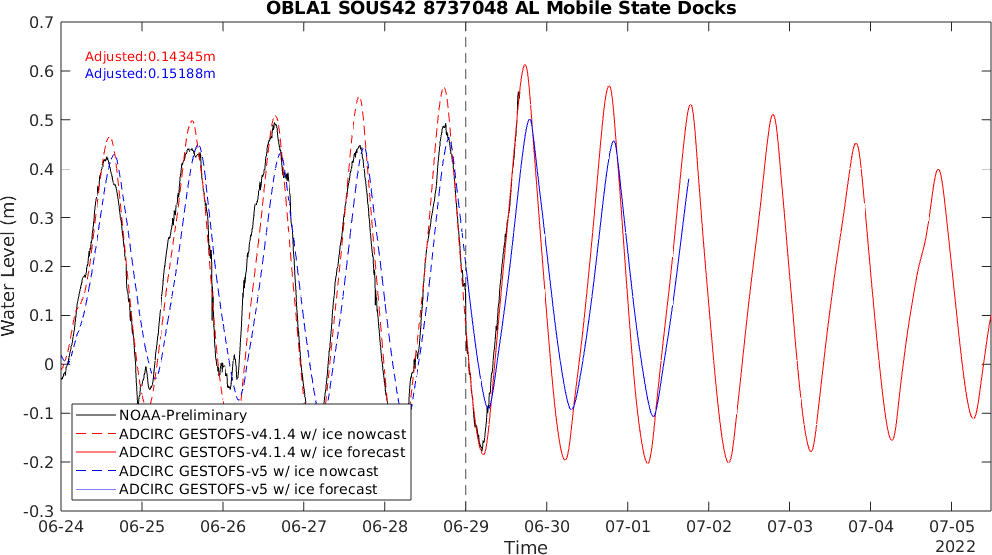 OBLA1 SOUS42 8737048 AL Mobile State Docks
0.7
Adjusted:0.14345m
Adjusted:0.15188m
0.6
0.5
0.4
0.3
0.2
0.1
0
-0.1
-0.2
-0.3
Water Level (m)
NOAA-Preliminary
ADCIRC GESTOFS-v4.1.4 w/ ice nowcast
ADCIRC GESTOFS-v4.1.4 w/ ice forecast
ADCIRC GESTOFS-v5 w/ ice nowcast
ADCIRC GESTOFS-v5 w/ ice forecast
06-24 06-25 06-26 06-27 06-28 06-29 06-30 07-01 07-02 07-03 07-04 07-05
Time
2022